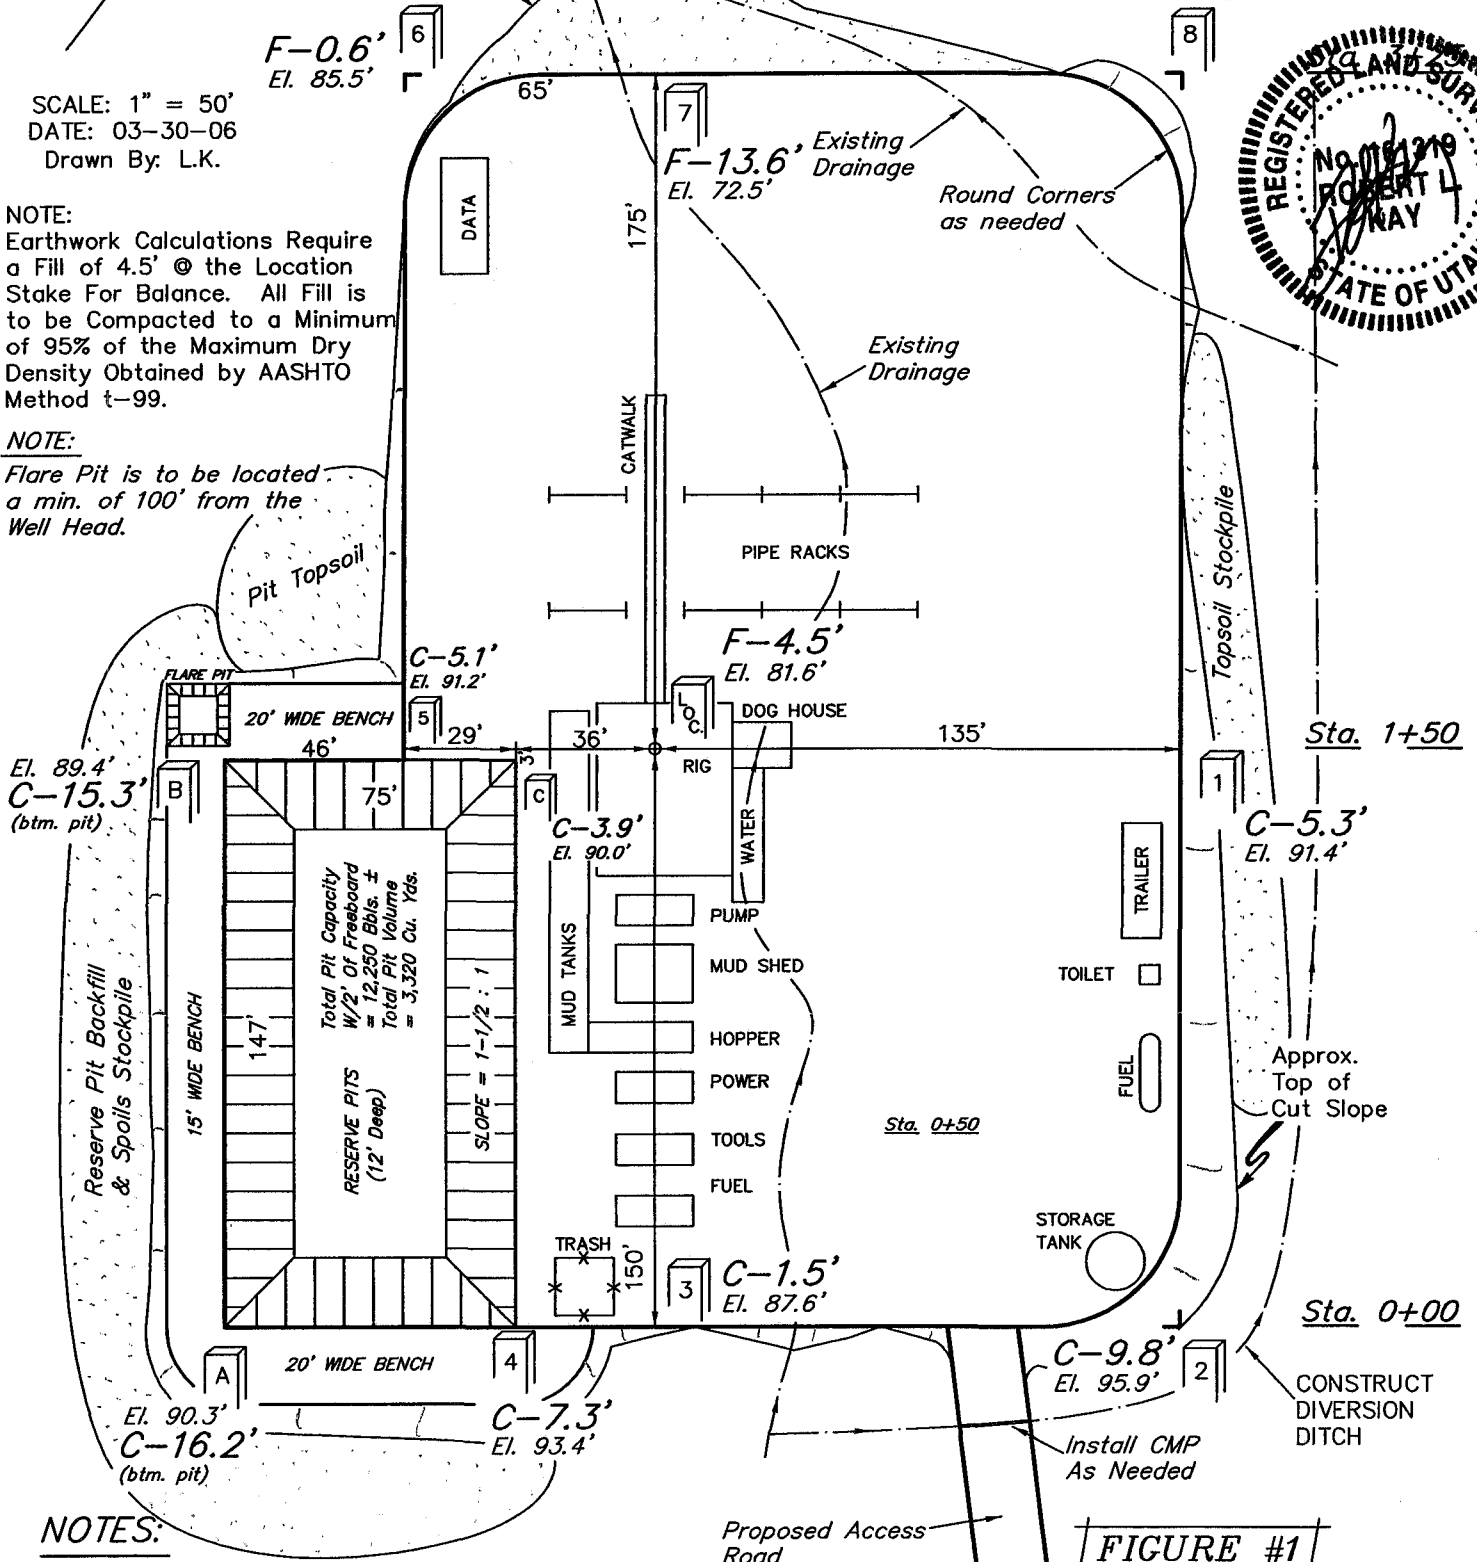 SCALE: 1" = 50'
DATE: 03-30-06
Drawn By: L.K.
NOTE:
Earthwork Calculations Require
a Fill of 4.5' @ the Location
Stake For Balance. All Fill is
to be Compacted to a Minimum
of 95% of the Maximum Dry
Density Obtained by AASHTO
Method t-99.
NOTE:
Flare Pit is to be located
a min. of 100' from the
Well Head.
6
F-0.6'
El. 85.5'
65'
7
F-13.6'
El. 72.5'
175'
8
Existing
Drainage
Round Corners
as needed
REGISTERED LAND
ROBERT L
KAY
STATE OF
DATA
Existing
Drainage
CATWALK
PIPE RACKS
Topsoil Stockpile
Pit Topsoil
F-4.5'
El. 81.6'
LOC.
C-5.1'
El. 91.2'
5
FLARE PIT
20' WIDE BENCH
46'
29'
36'
135'
3'
DOG HOUSE
RIG
WATER
Sta. 1+50
El. 89.4'
C-15.3'
(btm. pit)
B
75'
C
C-3.9'
El. 90.0'
1
C-5.3'
El. 91.4'
TRAILER
Total Pit Capacity
W/2' Of Freeboard
= 12,250 Bbls. ±
Total Pit Volume
= 3,320 Cu. Yds.
RESERVE PITS
(12' Deep)
SLOPE = 1-1/2 : 1
147'
15' WIDE BENCH
Reserve Pit Backfill
& Spoils Stockpile
MUD TANKS
PUMP
MUD SHED
HOPPER
POWER
TOOLS
FUEL
TOILET
FUEL
Approx.
Top of
Cut Slope
Sta. 0+50
STORAGE
TANK
TRASH
150'
3
C-1.5'
El. 87.6'
Sta. 0+00
C-9.8'
El. 95.9'
2
CONSTRUCT
DIVERSION
DITCH
20' WIDE BENCH
A
4
El. 90.3'
C-16.2'
(btm. pit)
C-7.3'
El. 93.4'
Install CMP
As Needed
NOTES:
Proposed Access
Road
FIGURE #1